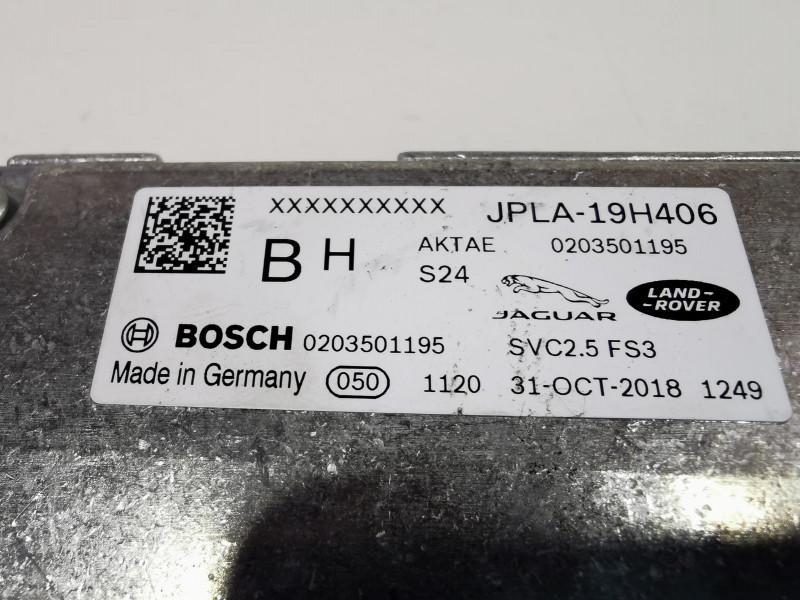 XXXXXXXXXX JPLA-19H406
B H AKTAE 0203501195
S24
JAGUAR LAND-ROVER
BOSCH 0203501195 SVC2.5 FS3
Made in Germany 050 1120 31-OCT-2018 1249